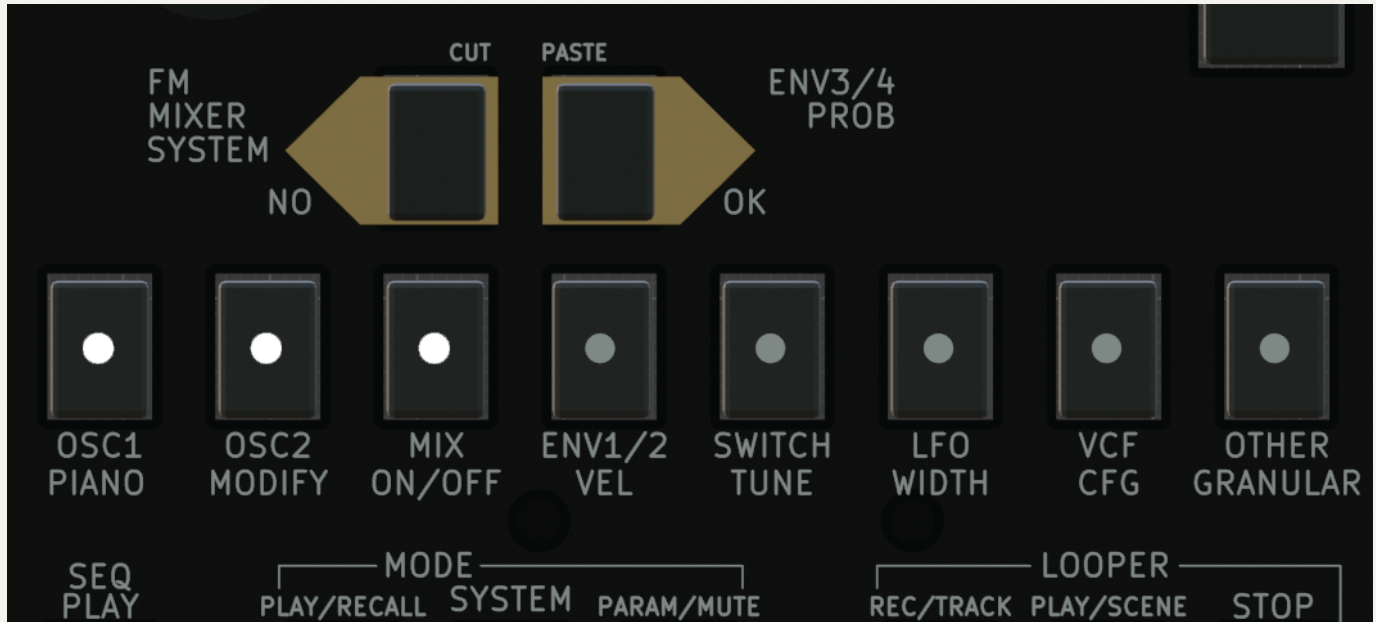 CUT PASTE
FM
MIXER
SYSTEM
NO
ENV3/4
PROB
OK
OSC1
PIANO
OSC2
MODIFY
MIX
ON/OFF
ENV1/2
VEL
SWITCH
TUNE
LFO
WIDTH
VCF
CFG
OTHER
GRANULAR
SEQ
PLAY
MODE
PLAY/RECALL SYSTEM PARAM/MUTE
LOOPER
REC/TRACK PLAY/SCENE STOP